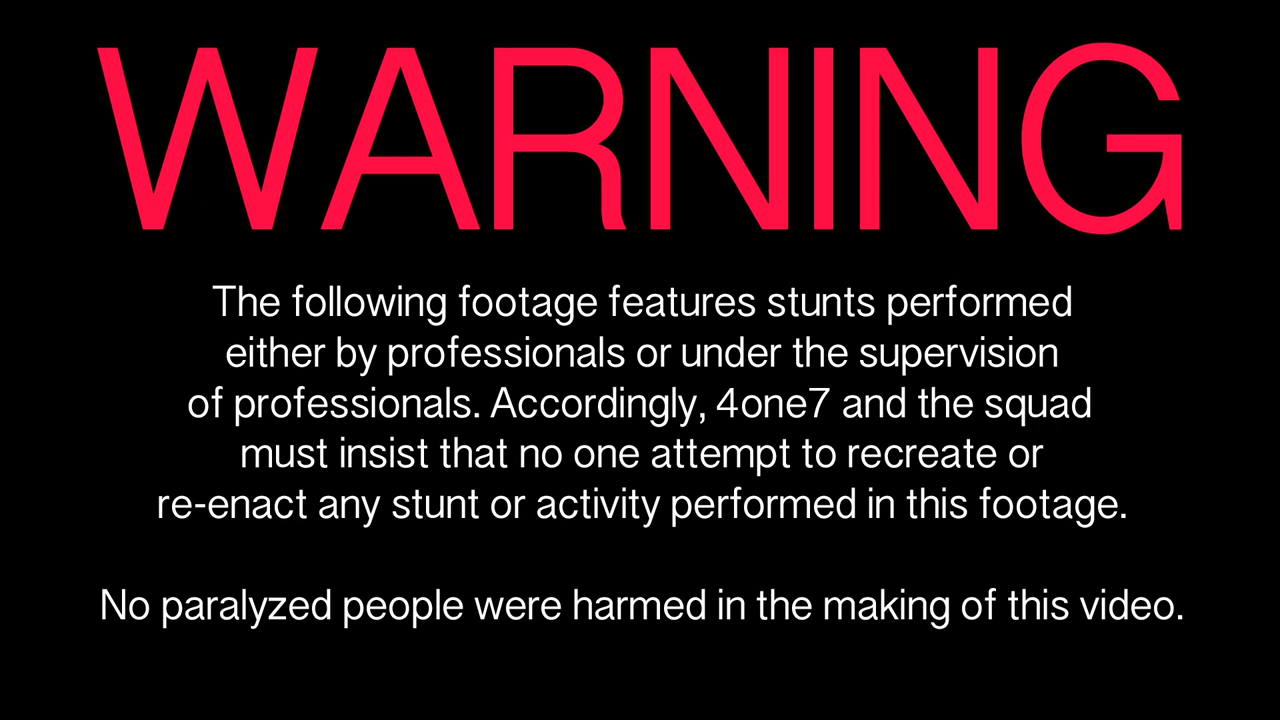 WARNING
The following footage features stunts performed
either by professionals or under the supervision
of professionals. Accordingly, 4one7 and the squad
must insist that no one attempt to recreate or
re-enact any stunt or activity performed in this footage.
No paralyzed people were harmed in the making of this video.